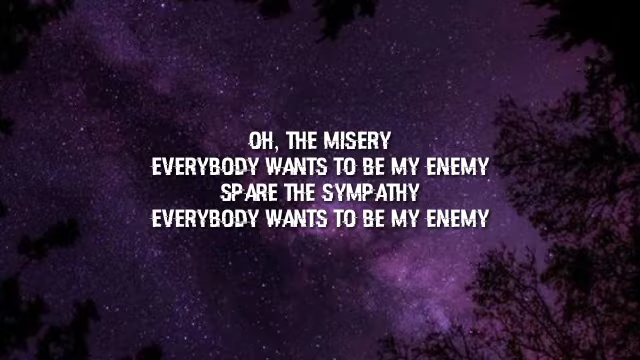 OH, THE MISERY
EVERYBODY WANTS TO BE MY ENEMY
SPARE THE SYMPATHY
EVERYBODY WANTS TO BE MY ENEMY